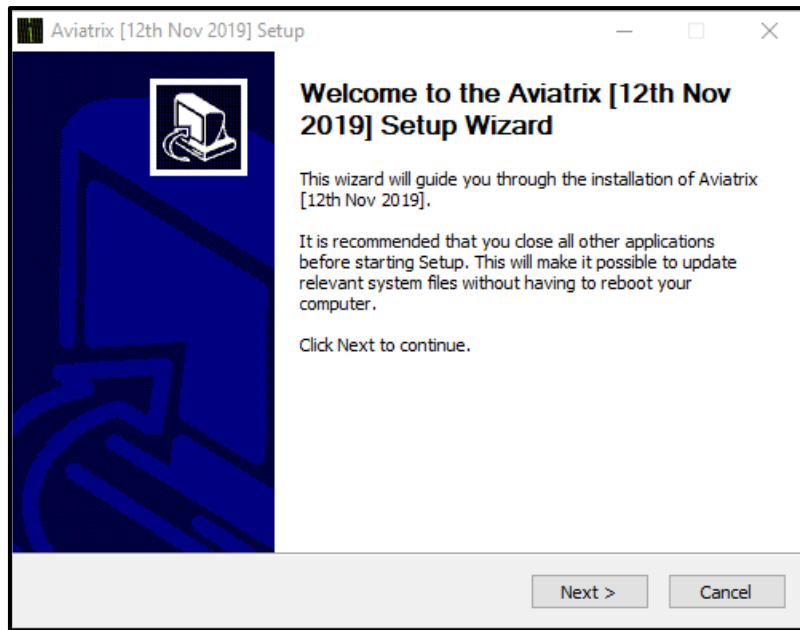 Aviatrix [12th Nov 2019] Setup
Welcome to the Aviatrix [12th Nov
2019] Setup Wizard
This wizard will guide you through the installation of Aviatrix
[12th Nov 2019].
It is recommended that you close all other applications
before starting Setup. This will make it possible to update
relevant system files without having to reboot your
computer.
Click Next to continue.
Next >
Cancel